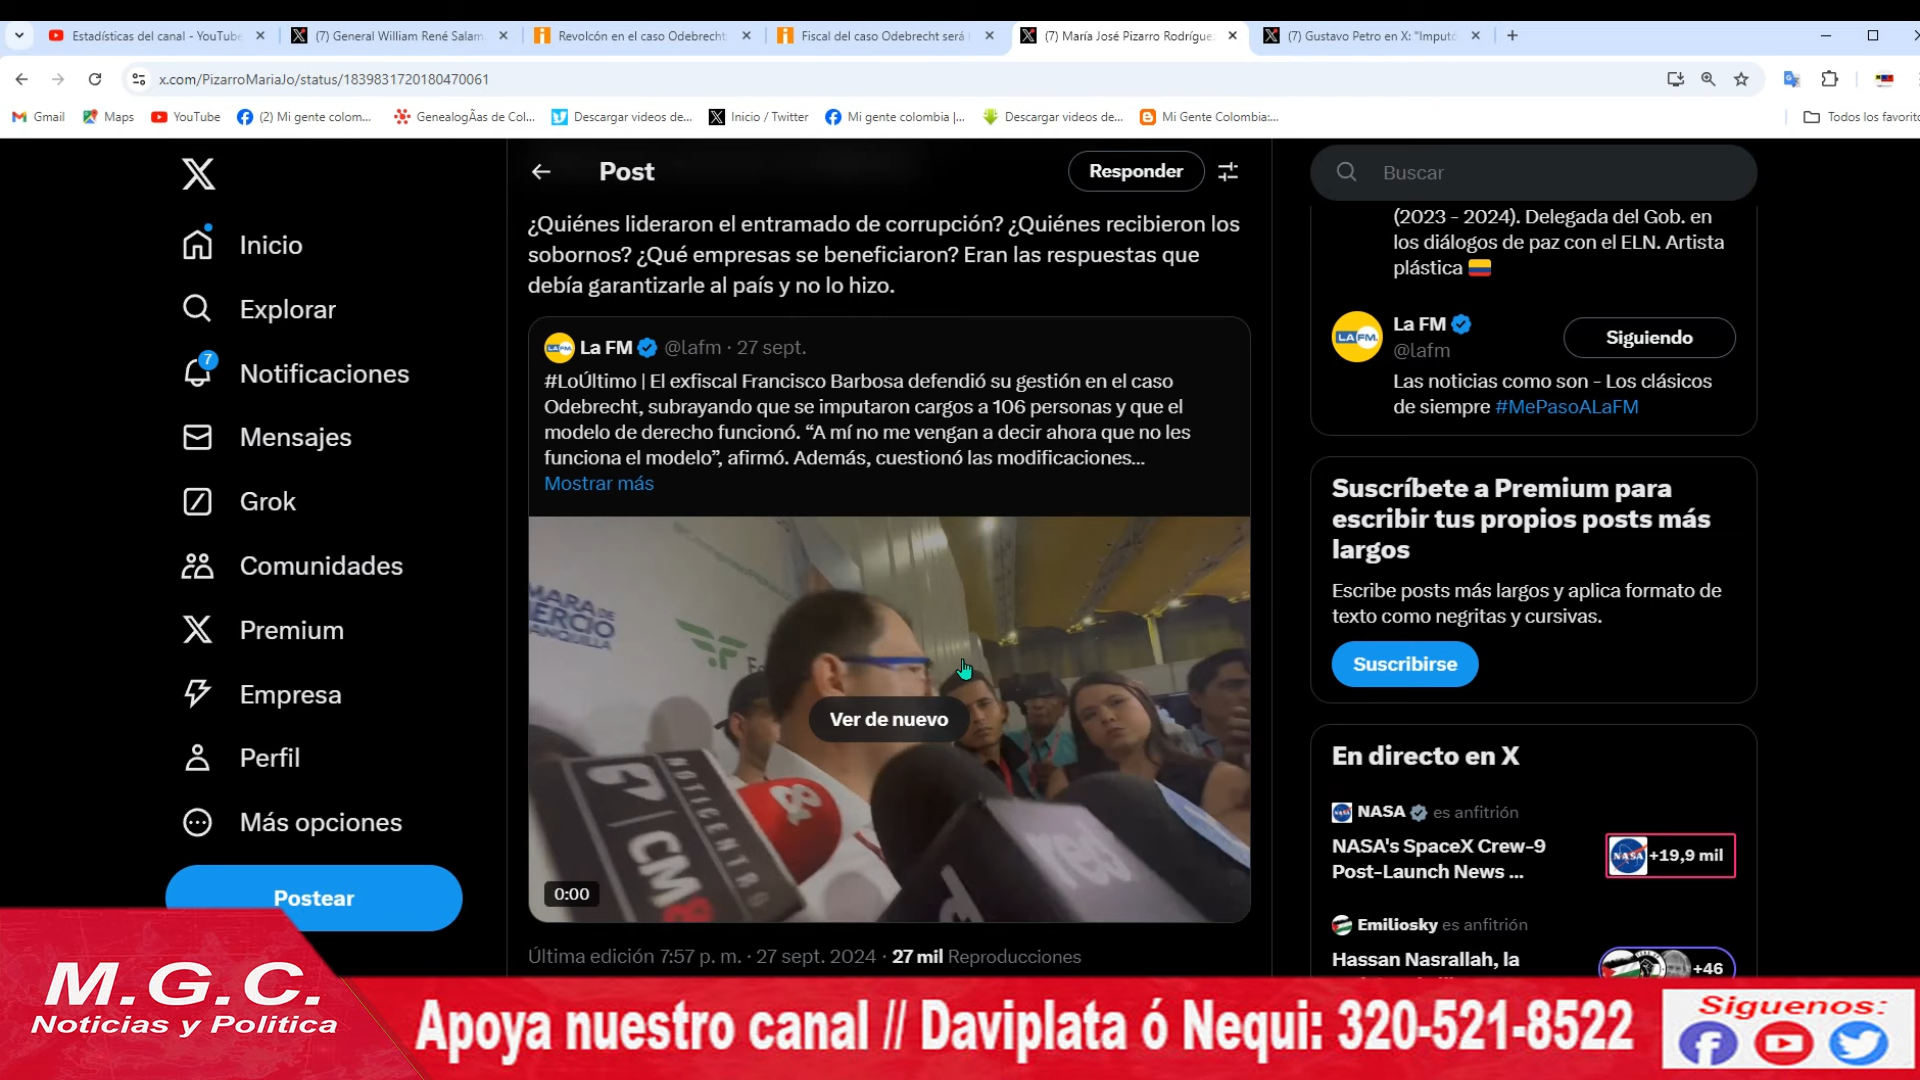 Estadísticas del canal - YouTube
(7) General William René Salam
Revolcón en el caso Odebrecht:
Fiscal del caso Odebrecht será
(7) María José Pizarro Rodrígue
(7) Gustavo Petro en X: "Imputó
x.com/PizarroMariaJo/status/1839831720180470061
Gmail
Maps
YouTube
(2) Mi gente colom...
GenealogÃas de Col...
Descargar videos de...
Inicio / Twitter
Mi gente colombia |...
Descargar videos de...
Mi Gente Colombia:...
Todos los favorito
Inicio
Explorar
7
Notificaciones
Mensajes
Grok
Comunidades
Premium
Empresa
Perfil
Más opciones
Postear
Post
Responder
¿Quiénes lideraron el entramado de corrupción? ¿Quiénes recibieron los
sobornos? ¿Qué empresas se beneficiaron? Eran las respuestas que
debía garantizarle al país y no lo hizo.
La FM @lafm · 27 sept.
#LoÚltimo | El exfiscal Francisco Barbosa defendió su gestión en el caso
Odebrecht, subrayando que se imputaron cargos a 106 personas y que el
modelo de derecho funcionó. “A mí no me vengan a decir ahora que no les
funciona el modelo”, afirmó. Además, cuestionó las modificaciones...
Mostrar más
MARA DE
ERCIO
ANQUILLA
Ver de nuevo
NOTICENTRO
CM&
red
0:00
Última edición 7:57 p. m. · 27 sept. 2024 · 27 mil Reproducciones
Buscar
(2023 - 2024). Delegada del Gob. en
los diálogos de paz con el ELN. Artista
plástica
LA FM.
La FM
@lafm
Siguiendo
Las noticias como son - Los clásicos
de siempre #MePasoALaFM
Suscríbete a Premium para
escribir tus propios posts más
largos
Escribe posts más largos y aplica formato de
texto como negritas y cursivas.
Suscribirse
En directo en X
NASA es anfitrión
NASA's SpaceX Crew-9
Post-Launch News ...
NASA
+19,9 mil
Emiliosky es anfitrión
Hassan Nasrallah, la
+46
M.G.C.
Noticias y Politica
Apoya nuestro canal // Daviplata ó Nequi: 320-521-8522
Siguenos: